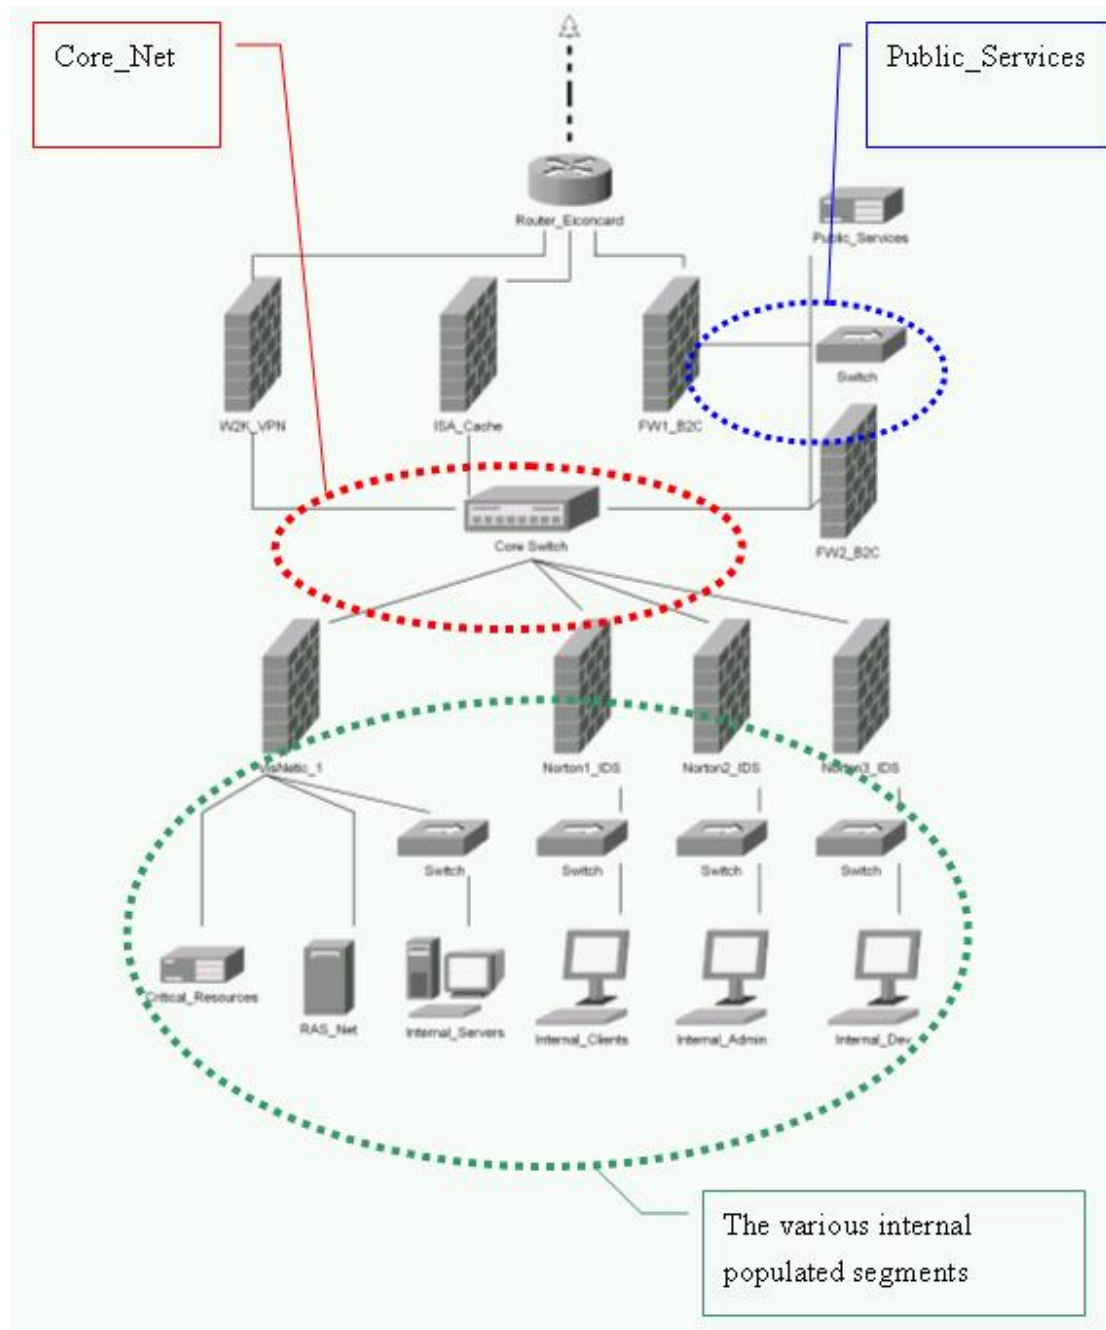 Core_Net
Public_Services
Router_Eiconcard
Public_Services
Switch
W2K_VPN
ISA_Cache
FW1_B2C
FW2_B2C
Core Switch
VisNetic_1
Norton1_IDS
Norton2_IDS
Norton3_IDS
Switch
Switch
Switch
Switch
Critical_Resources
RAS_Net
Internal_Servers
Internal_Clients
Internal_Admin
Internal_Dev
The various internal
populated segments